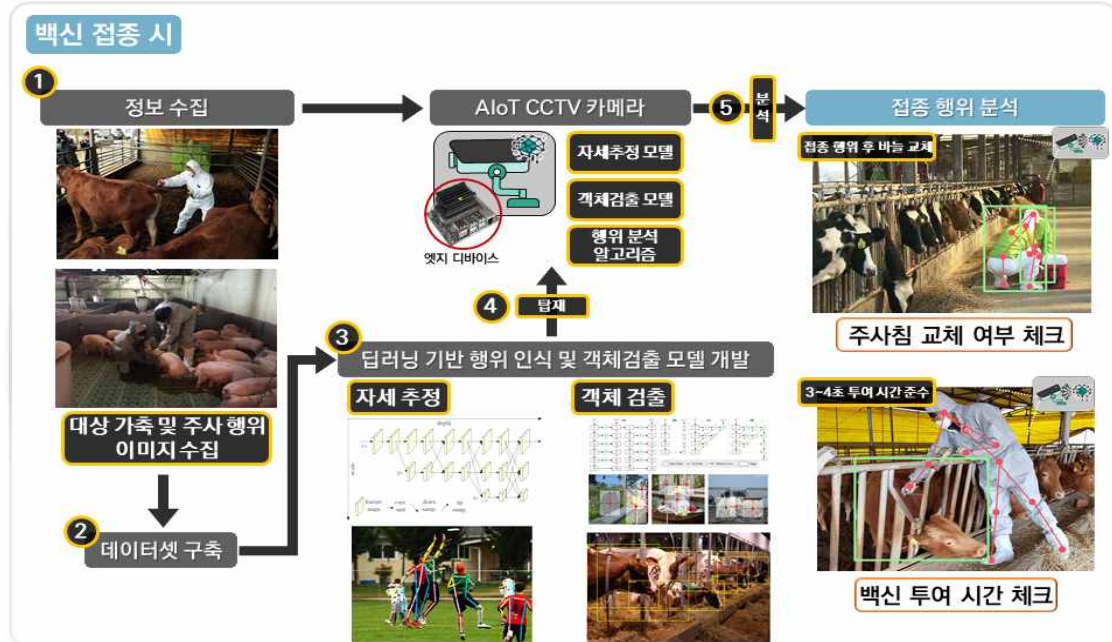 백신 접종 시
1
정보 수집
대상 가축 및 주사 행위
이미지 수집
2
데이터셋 구축
3
딥러닝 기반 행위 인식 및 객체검출 모델 개발
자세 추정
객체 검출
4
탑재
AIoT CCTV 카메라
엣지 디바이스
자세추정 모델
객체검출 모델
행위 분석
알고리즘
5
분석
접종 행위 분석
접종 행위 후 바늘 교체
주사침 교체 여부 체크
3~4초 투여 시간 준수
백신 투여 시간 체크